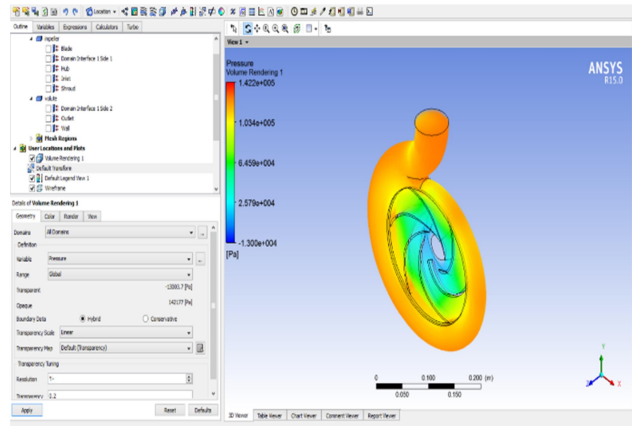 Location
Outline Variables Expressions Calculators Turbo
impeller
Blade
Domain Interface 1 Side 1
Hub
Inlet
Shroud
volute
Domain Interface 1 Side 2
Outlet
Wall
Mesh Regions
User Locations and Plots
Volume Rendering 1
Default Transform
Default Legend View 1
Wireframe
Details of Volume Rendering 1
Geometry Color Render View
Domains All Domains ...
Definition
Variable Pressure ...
Range Global
Transparent -13000.7 [Pa]
Opaque 142177 [Pa]
Boundary Data Hybrid Conservative
Transparency Scale Linear
Transparency Map Default (Transparency)
Transparency Tuning
Resolution
Transparency 0.2
Apply Reset Defaults
View 1
Pressure
Volume Rendering 1
1.422e+005
1.034e+005
6.459e+004
2.579e+004
-1.300e+004
[Pa]
ANSYS
R15.0
0 0.100 0.200 (m)
0.050 0.150
Y
Z X
3D Viewer Table Viewer Chart Viewer Comment Viewer Report Viewer